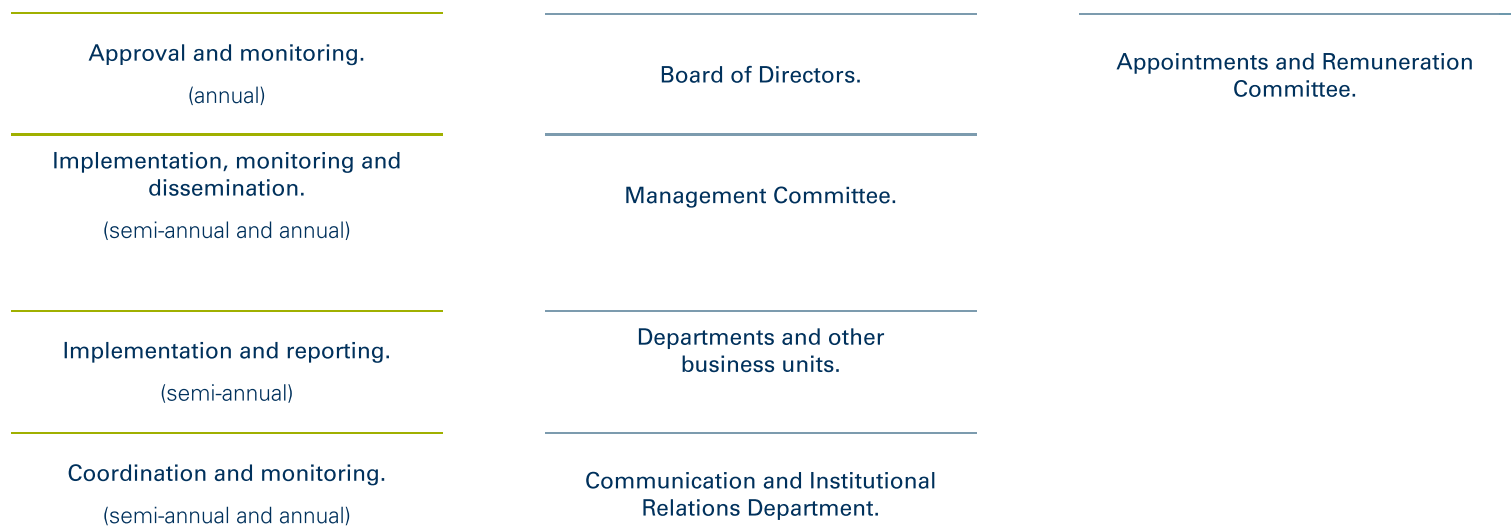 Approval and monitoring.
(annual)
Board of Directors.
Appointments and Remuneration
Committee.
Implementation, monitoring and
dissemination.
(semi-annual and annual)
Management Committee.
Implementation and reporting.
(semi-annual)
Departments and other
business units.
Coordination and monitoring.
(semi-annual and annual)
Communication and Institutional
Relations Department.